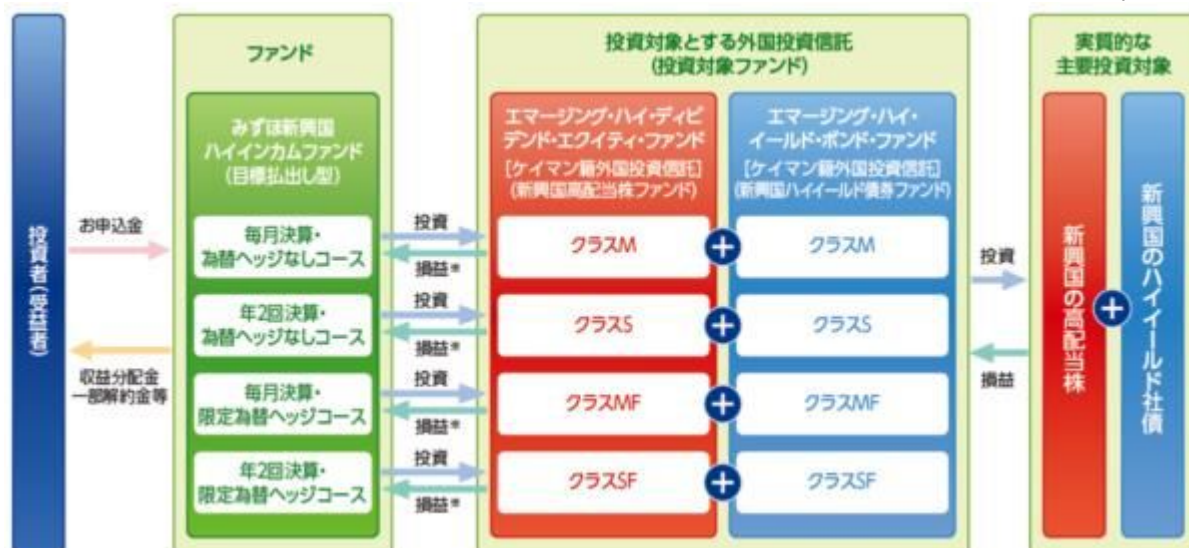 投資者(受益者)
お申込金
収益分配金
一部解約金等
ファンド
みずほ新興国
ハイインカムファンド
(目標払出し型)
毎月決算・
為替ヘッジなしコース
年2回決算・
為替ヘッジなしコース
毎月決算・
限定為替ヘッジコース
年2回決算・
限定為替ヘッジコース
投資
損益※
投資
損益※
投資
損益※
投資
損益※
投資対象とする外国投資信託
(投資対象ファンド)
エマージング・ハイ・ディビ
デンド・エクイティ・ファンド
[ケイマン籍外国投資信託]
(新興国高配当株ファンド)
クラスM
クラスS
クラスMF
クラスSF
エマージング・ハイ・
イールド・ボンド・ファンド
[ケイマン籍外国投資信託]
(新興国ハイイールド債券ファンド)
クラスM
クラスS
クラスMF
クラスSF
投資
損益
実質的な
主要投資対象
新興国の高配当株
新興国のハイイールド社債